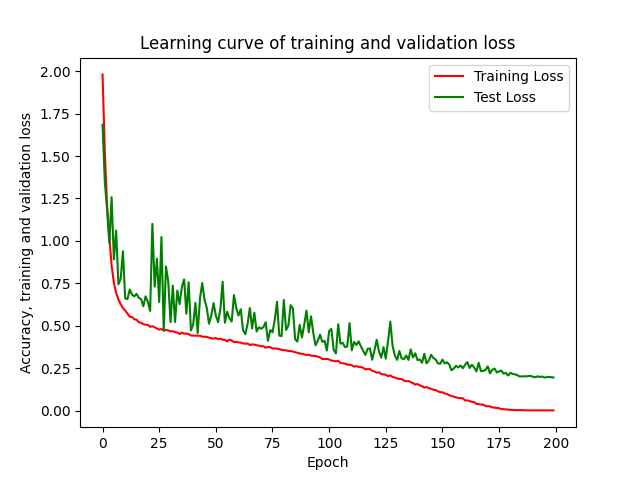 Learning curve of training and validation loss
Training Loss
Test Loss
Accuracy, training and validation loss
2.00
1.75
1.50
1.25
1.00
0.75
0.50
0.25
0.00
0 25 50 75 100 125 150 175 200
Epoch